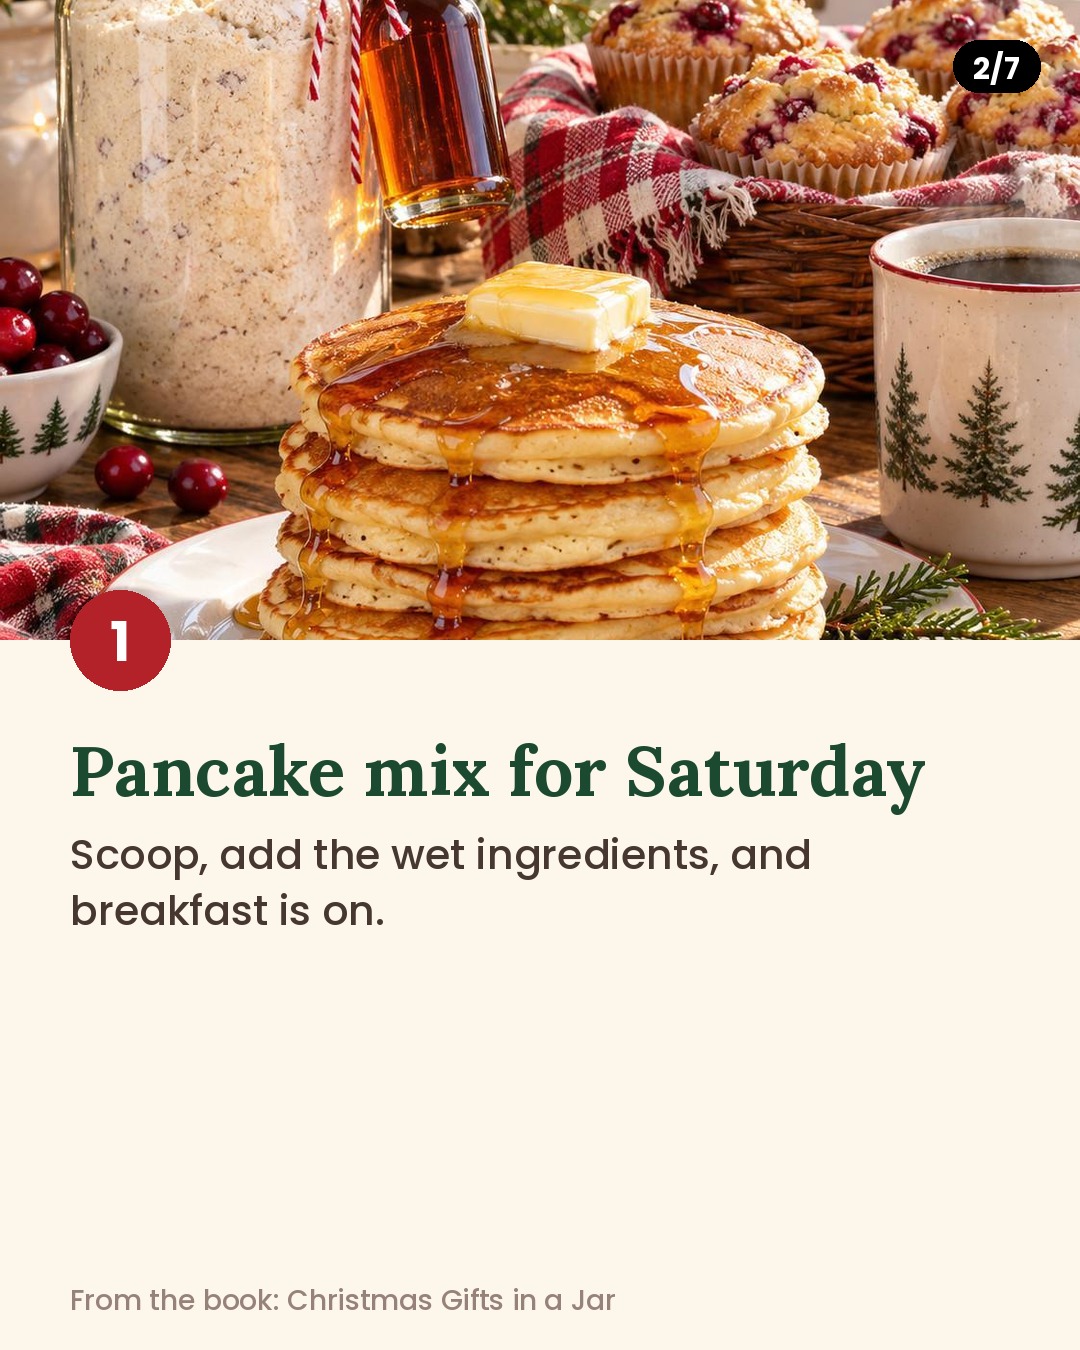 2/7
1
Pancake mix for Saturday
Scoop, add the wet ingredients, and
breakfast is on.
From the book: Christmas Gifts in a Jar